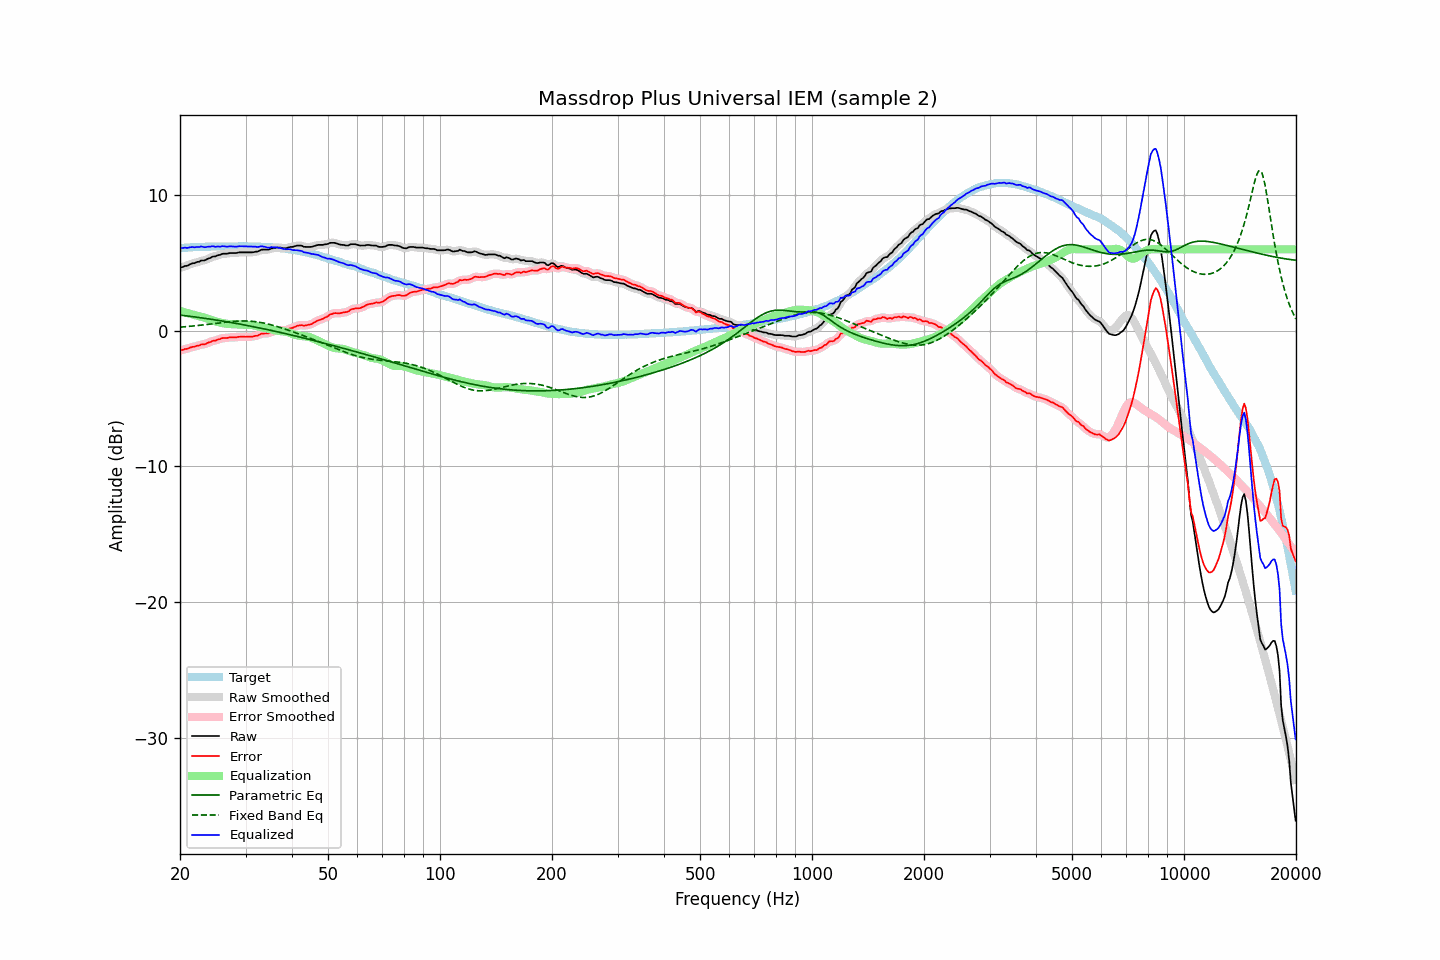 Massdrop Plus Universal IEM (sample 2)
10
0
−10
−20
−30
Amplitude (dBr)
Target
Raw Smoothed
Error Smoothed
Raw
Error
Equalization
Parametric Eq
Fixed Band Eq
Equalized
20 50 100 200 500 1000 2000 5000 10000 20000
Frequency (Hz)